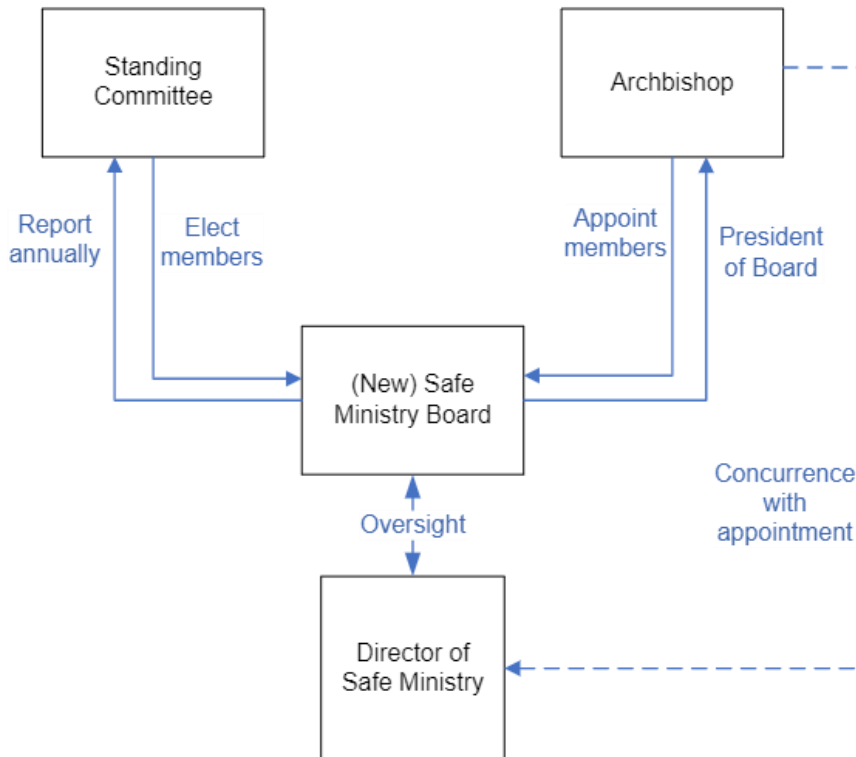 Standing
Committee
Archbishop
Report
annually
Elect
members
Appoint
members
President
of Board
(New) Safe
Ministry Board
Concurrence
with
appointment
Oversight
Director of
Safe Ministry